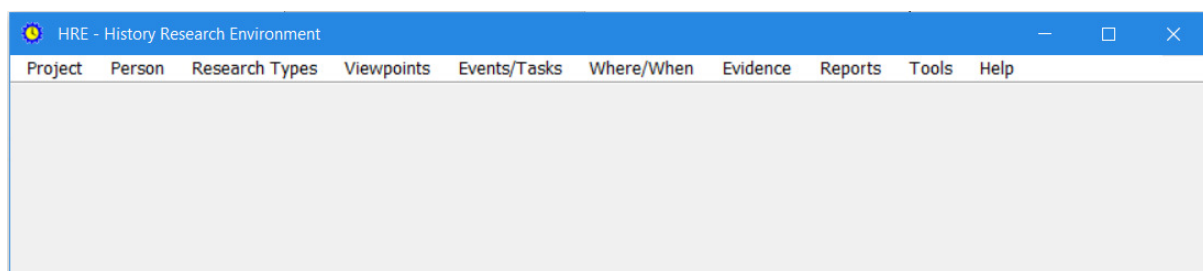 HRE - History Research Environment
Project Person Research Types Viewpoints Events/Tasks Where/When Evidence Reports Tools Help